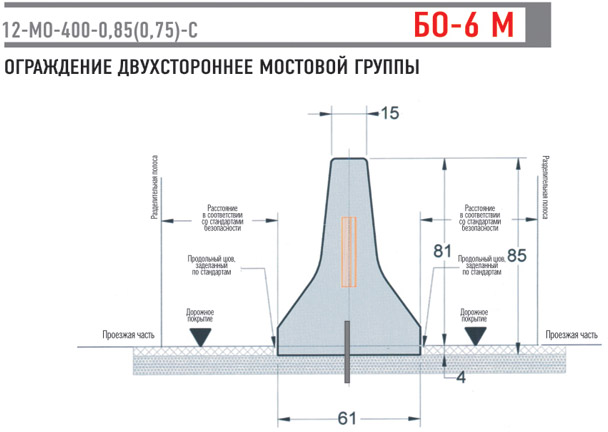 12-МО-400-0,85(0,75)-С
БО-6 М
ОГРАЖДЕНИЕ ДВУХСТОРОННЕЕ МОСТОВОЙ ГРУППЫ
15
Разделительная полоса
Разделительная полоса
Расстояние
в соответствии
со стандартами
безопасности
Расстояние
в соответствии
со стандартами
безопасности
81
85
Продольный шов,
заделанный
по стандартам
Продольный шов,
заделанный
по стандартам
Дорожное
покрытие
Дорожное
покрытие
Проезжая часть
Проезжая часть
4
61